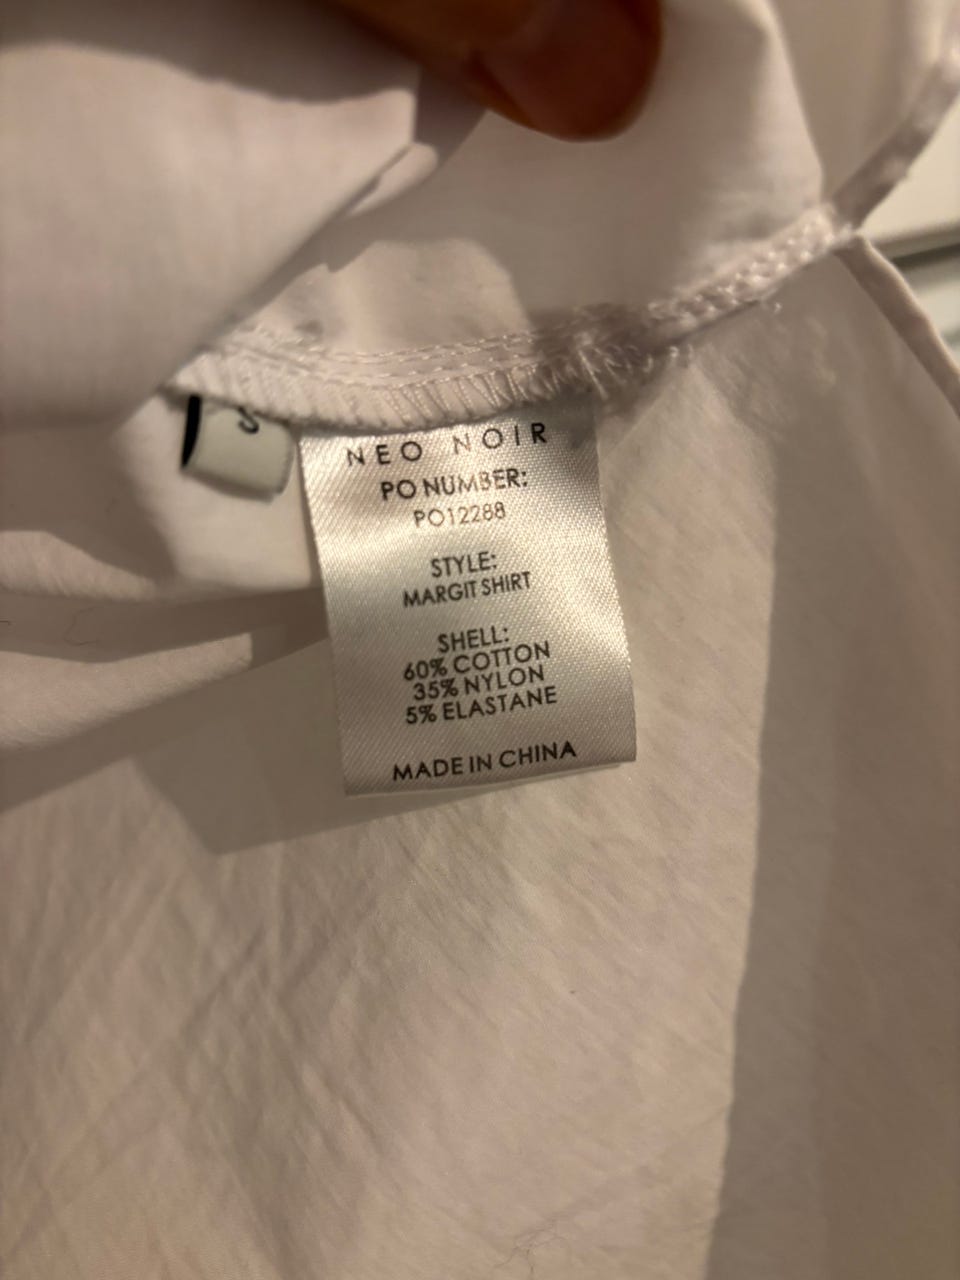 S
NEO NOIR
PO NUMBER:
PO12288
STYLE:
MARGIT SHIRT
SHELL:
60% COTTON
35% NYLON
5% ELASTANE
MADE IN CHINA